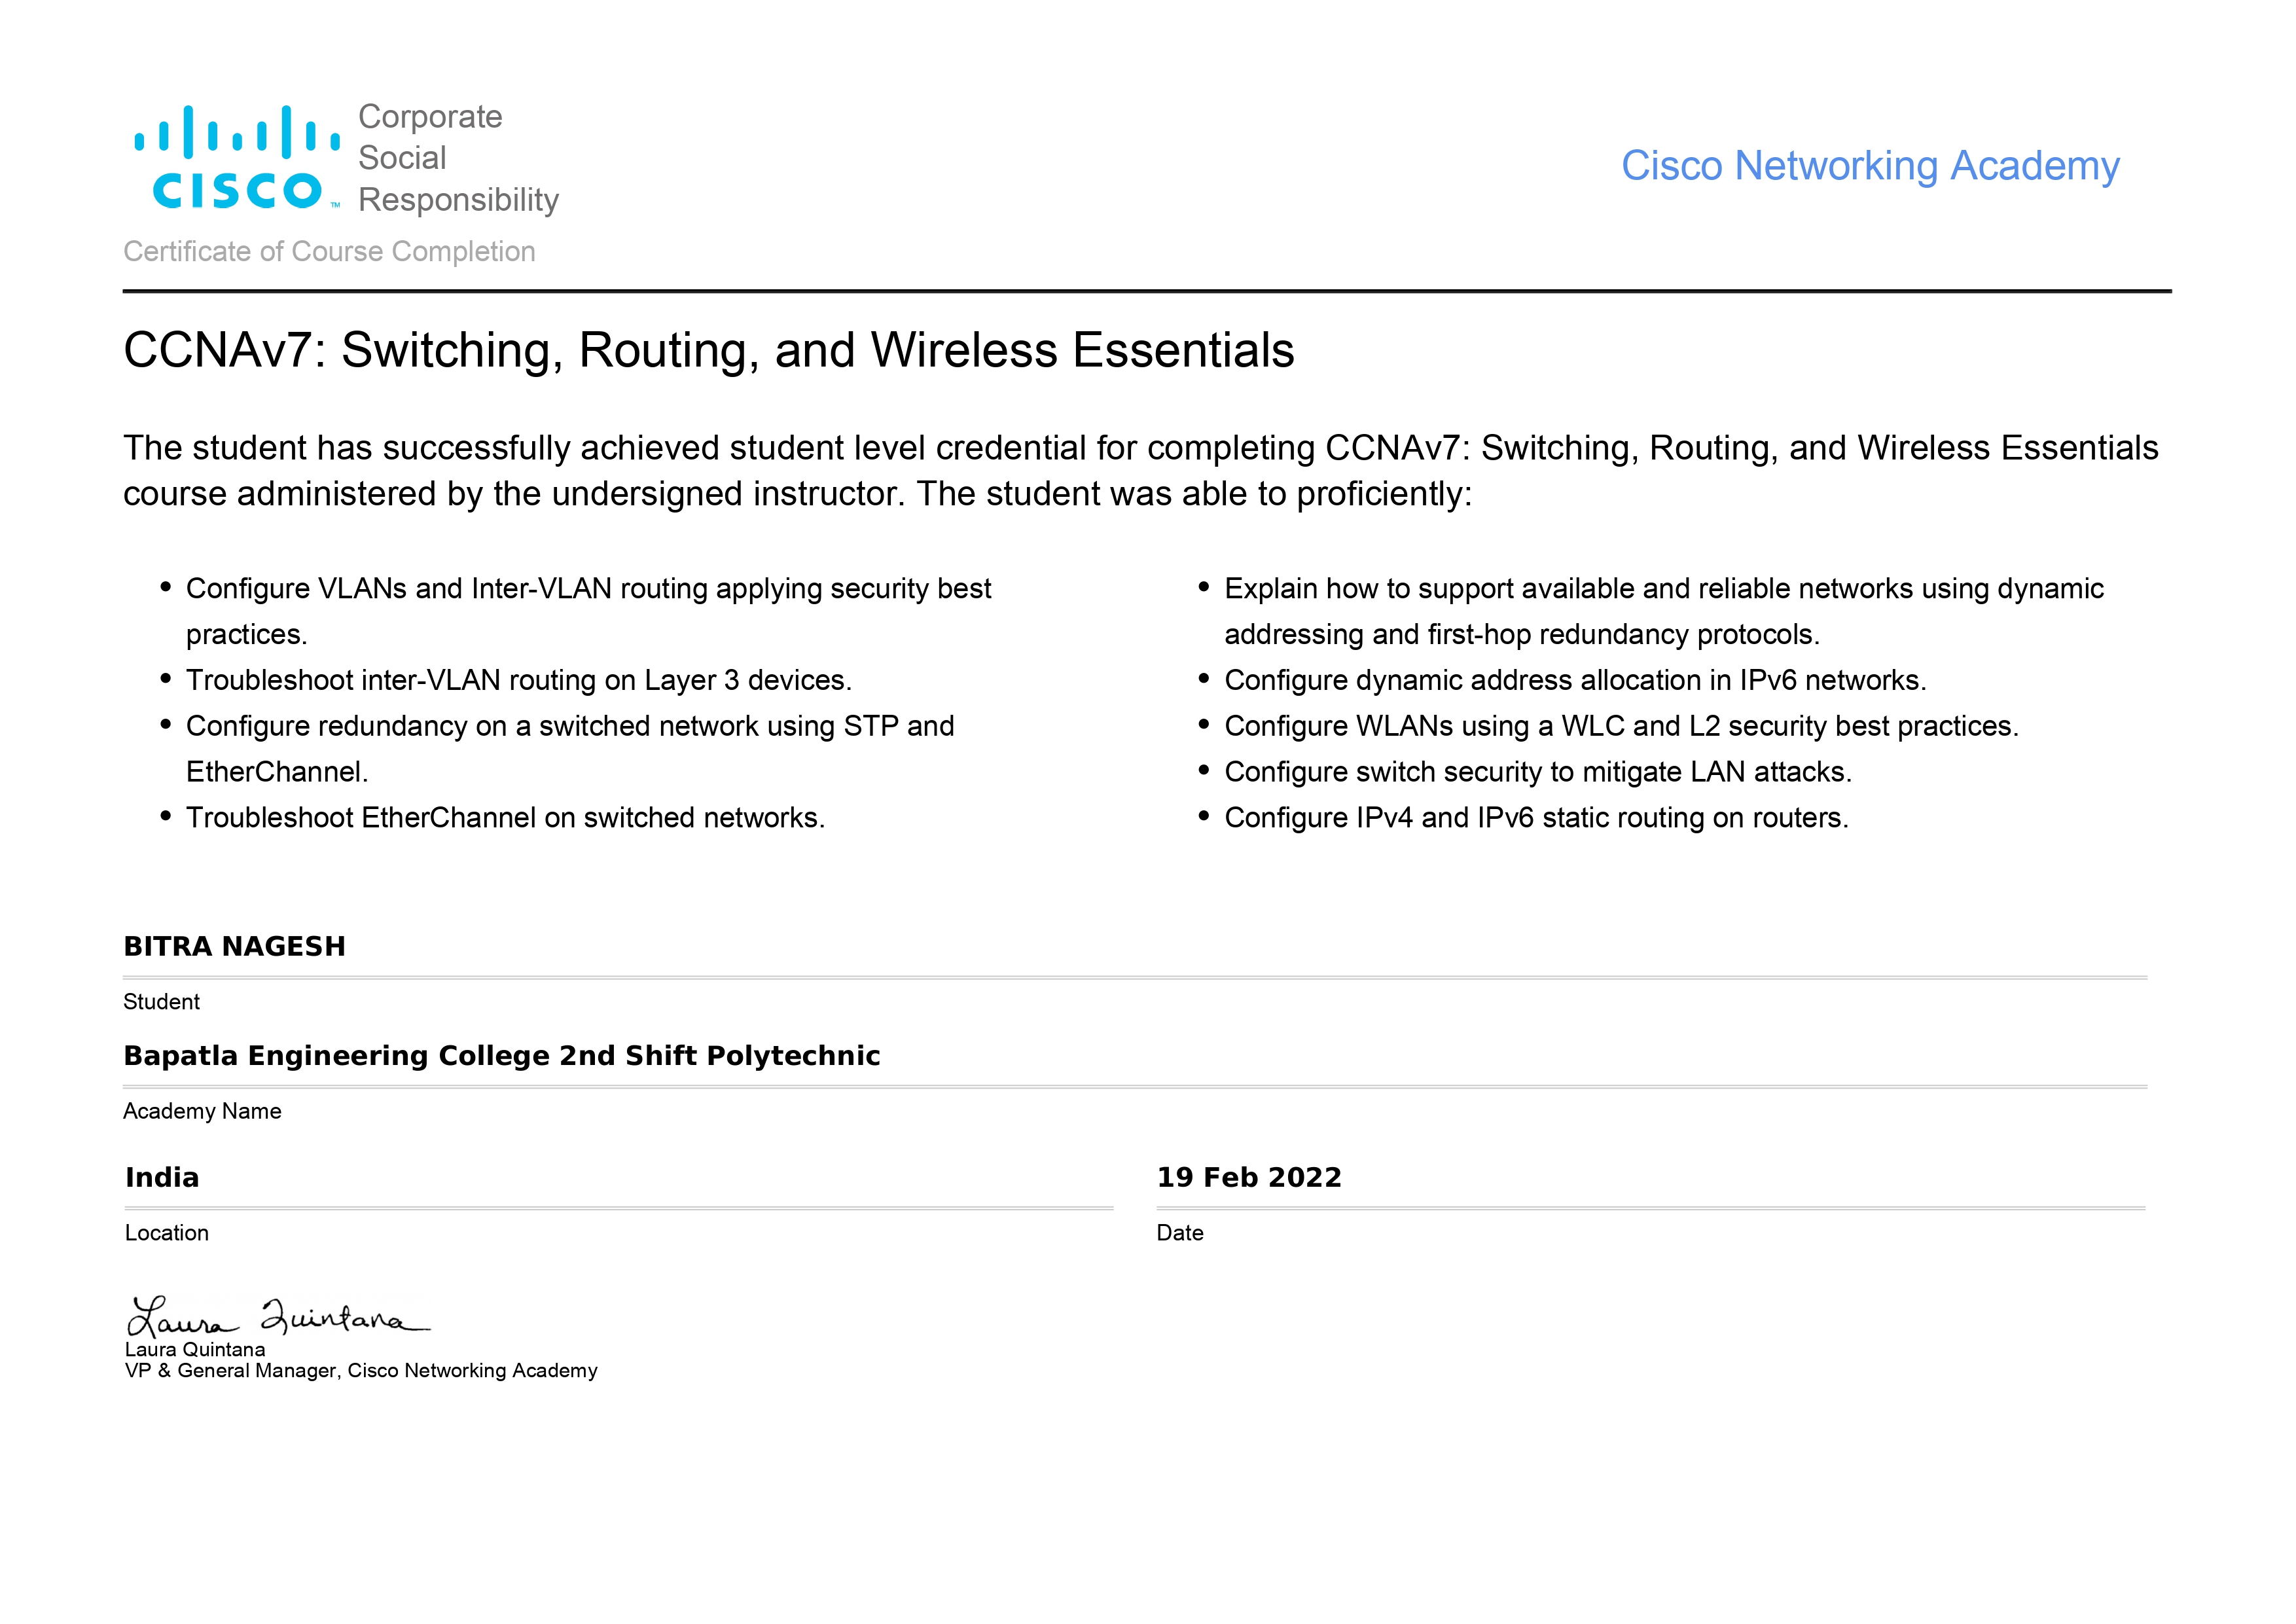 Corporate
Social
Responsibility
CISCO™
Cisco Networking Academy
Certificate of Course Completion
CCNAv7: Switching, Routing, and Wireless Essentials
The student has successfully achieved student level credential for completing CCNAv7: Switching, Routing, and Wireless Essentials
course administered by the undersigned instructor. The student was able to proficiently:
• Configure VLANs and Inter-VLAN routing applying security best
practices.
• Troubleshoot inter-VLAN routing on Layer 3 devices.
• Configure redundancy on a switched network using STP and
EtherChannel.
• Troubleshoot EtherChannel on switched networks.
• Explain how to support available and reliable networks using dynamic
addressing and first-hop redundancy protocols.
• Configure dynamic address allocation in IPv6 networks.
• Configure WLANs using a WLC and L2 security best practices.
• Configure switch security to mitigate LAN attacks.
• Configure IPv4 and IPv6 static routing on routers.
BITRA NAGESH
Student
Bapatla Engineering College 2nd Shift Polytechnic
Academy Name
India
Location
19 Feb 2022
Date
Laura Quintana
Laura Quintana
VP & General Manager, Cisco Networking Academy